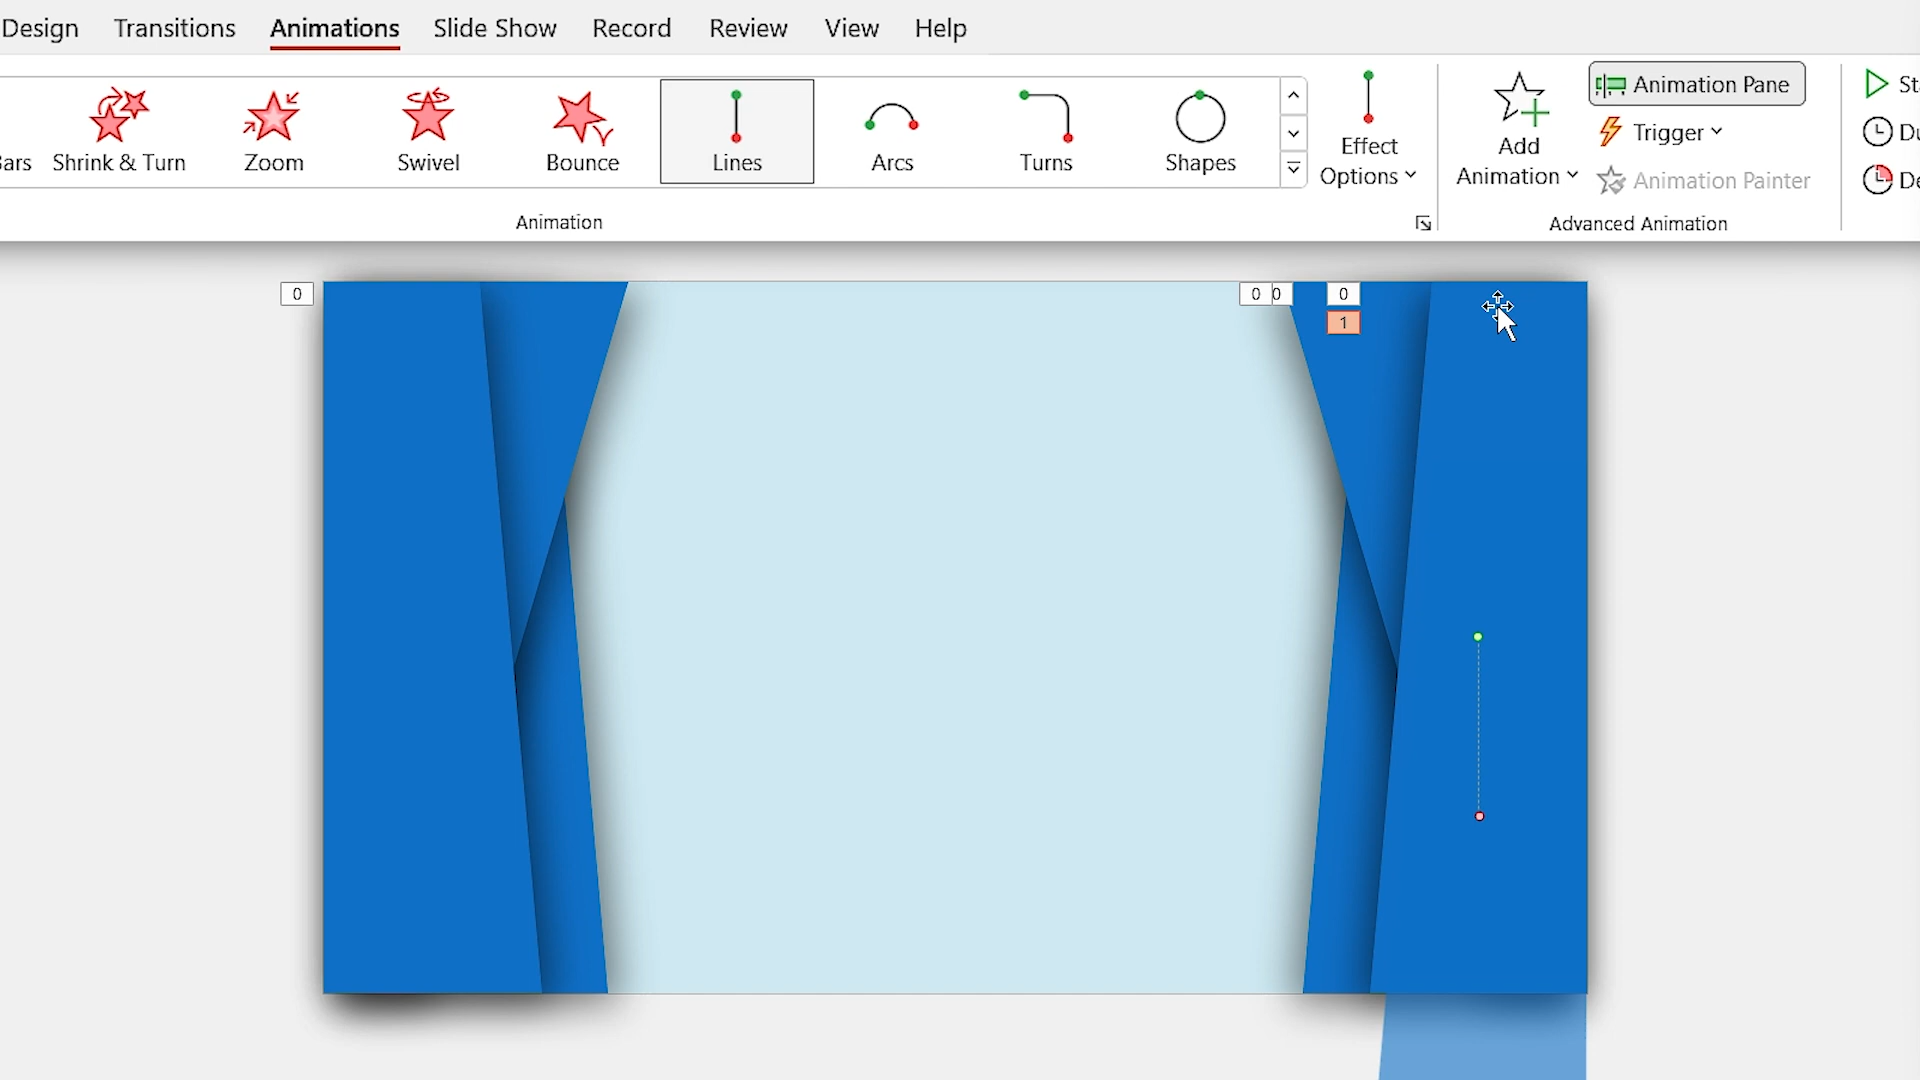 Design Transitions Animations Slide Show Record Review View Help
Shrink & Turn Zoom Swivel Bounce Lines Arcs Turns Shapes
Effect
Options
Add
Animation
Animation Pane
Trigger
Animation Painter
Animation
Advanced Animation
0
0 0 0
1